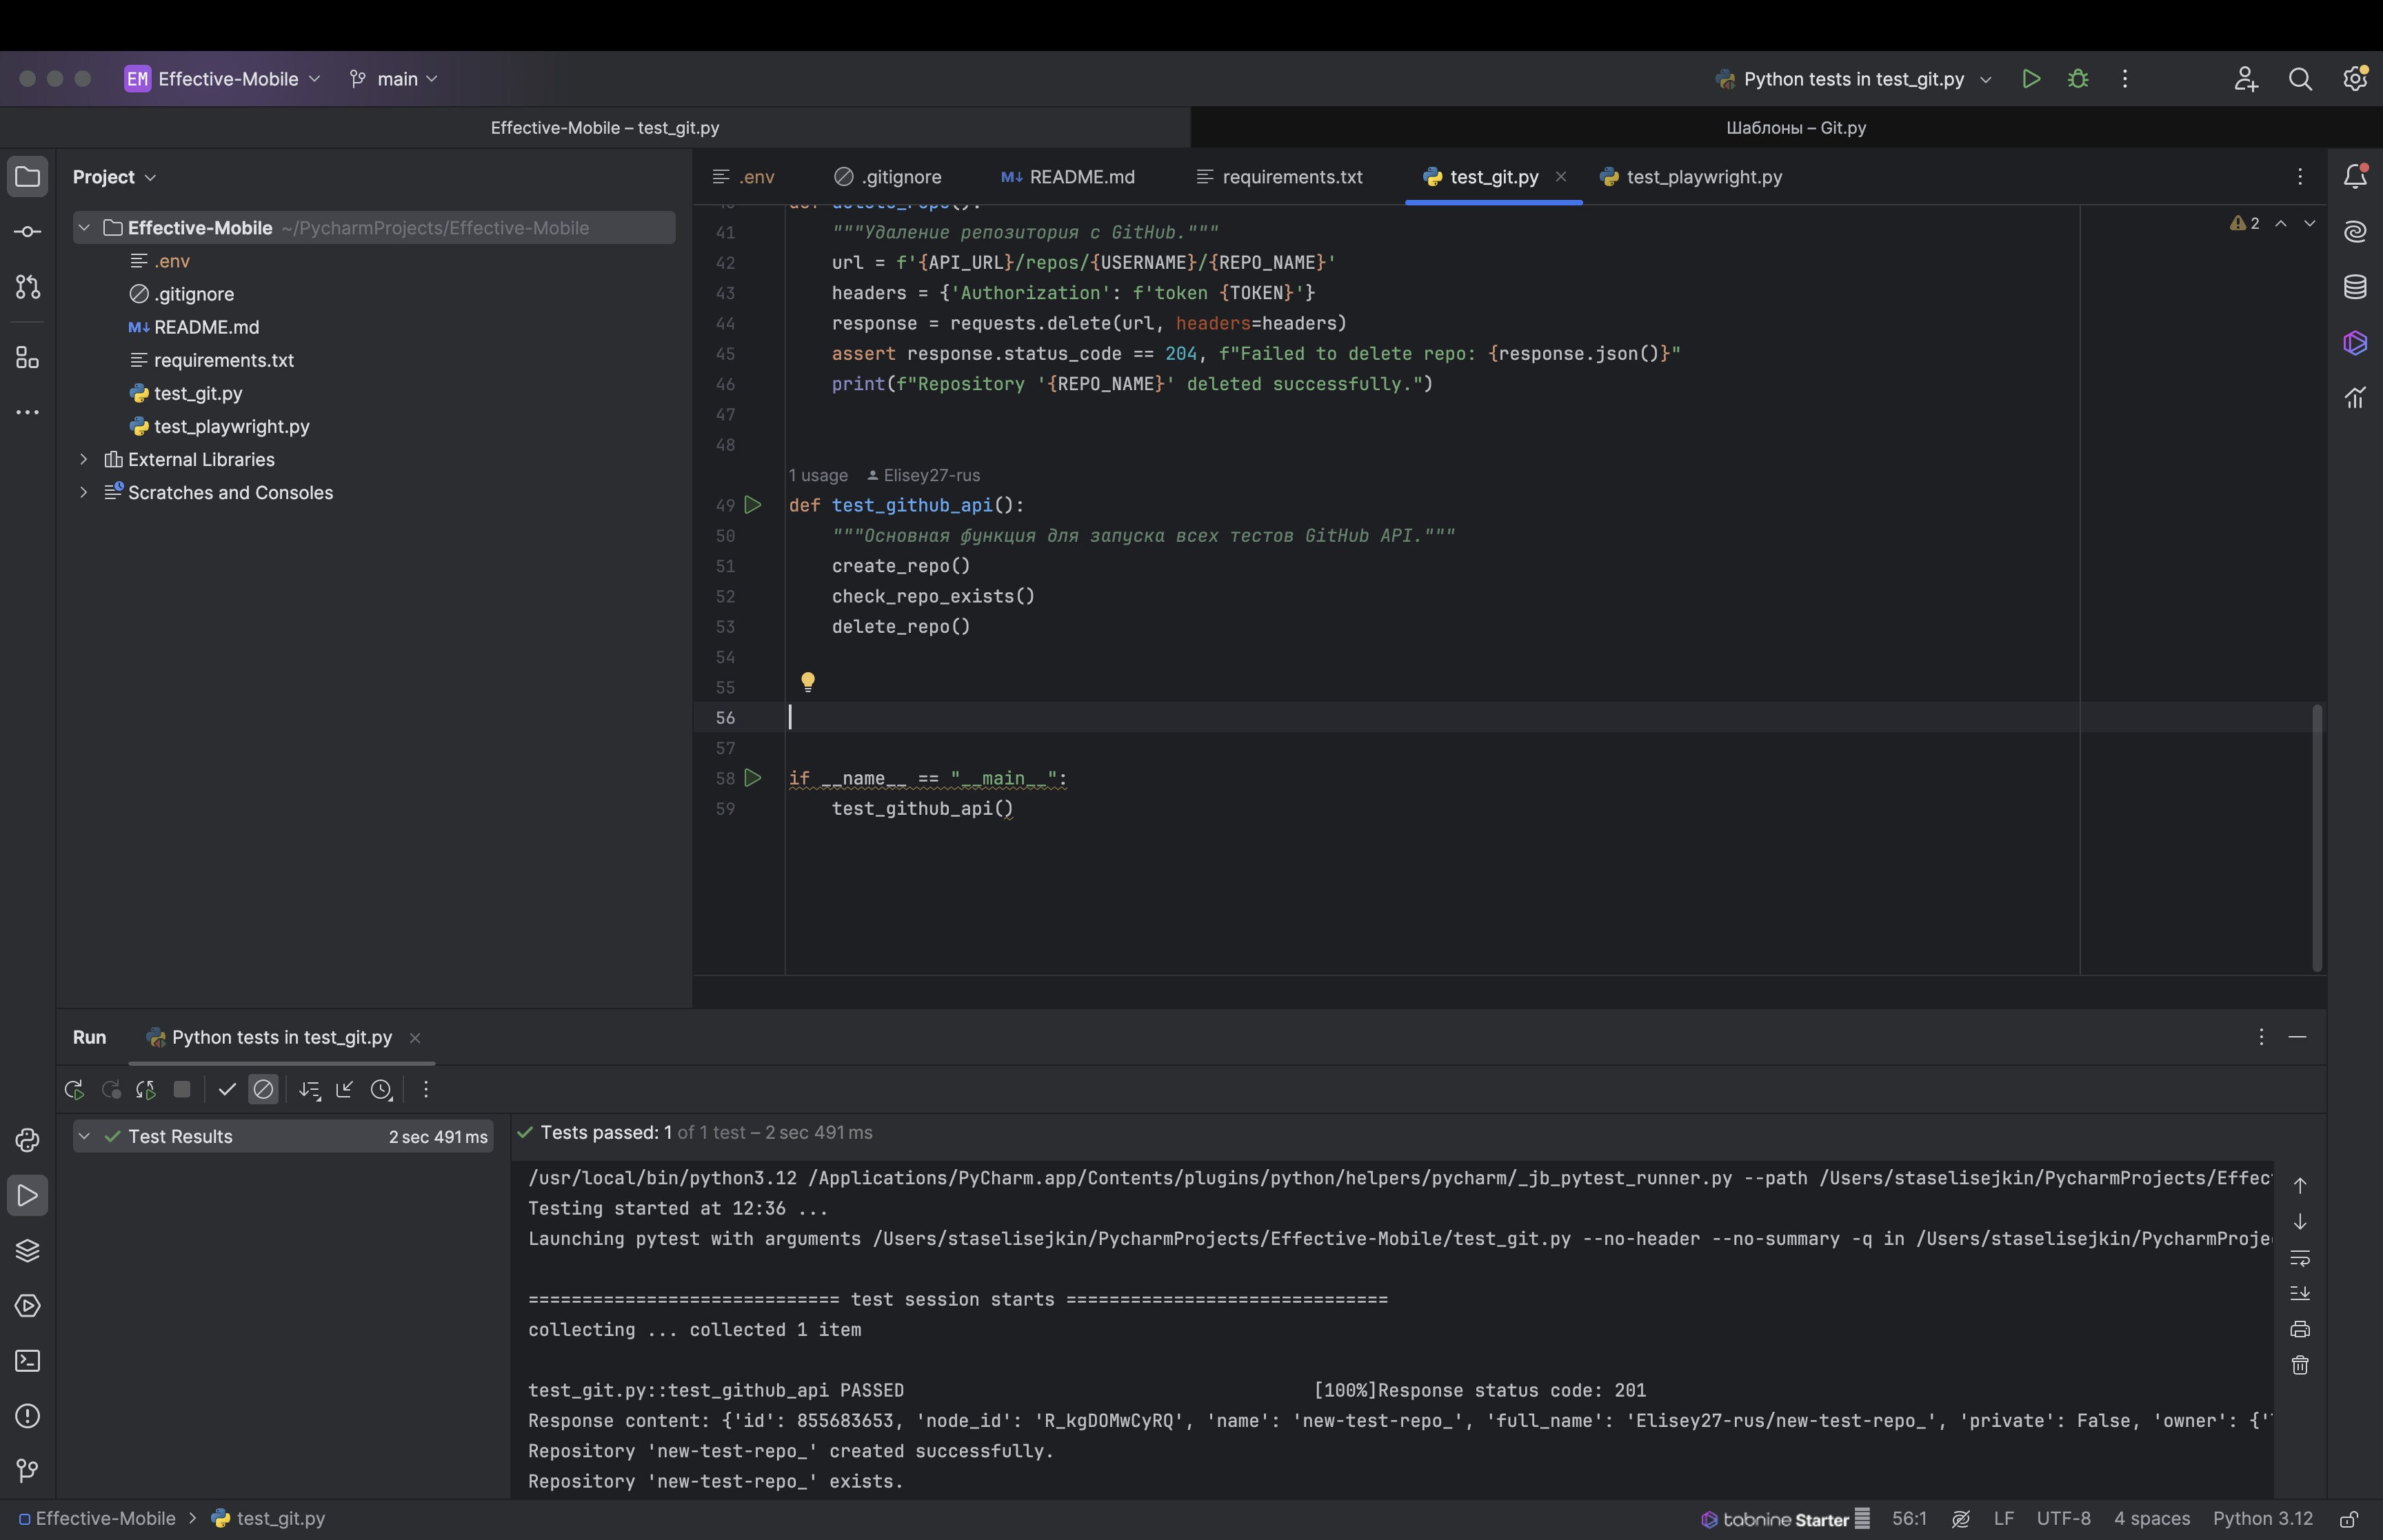 EM Effective-Mobile main Python tests in test_git.py
Effective-Mobile – test_git.py Шаблоны – Git.py
Project
Effective-Mobile ~/PycharmProjects/Effective-Mobile
.env
.gitignore
M↓ README.md
requirements.txt
test_git.py
test_playwright.py
External Libraries
Scratches and Consoles
.env .gitignore M↓ README.md requirements.txt test_git.py test_playwright.py
2
def delete_repo():
41 """Удаление репозитория с GitHub."""
42 url = f'{API_URL}/repos/{USERNAME}/{REPO_NAME}'
43 headers = {'Authorization': f'token {TOKEN}'}
44 response = requests.delete(url, headers=headers)
45 assert response.status_code == 204, f"Failed to delete repo: {response.json()}"
46 print(f"Repository '{REPO_NAME}' deleted successfully.")
47
48
1 usage Elisey27-rus
49 def test_github_api():
50 """Основная функция для запуска всех тестов GitHub API."""
51 create_repo()
52 check_repo_exists()
53 delete_repo()
54
55
56
57
58 if __name__ == "__main__":
59 test_github_api()
Run Python tests in test_git.py
Test Results 2 sec 491 ms
Tests passed: 1 of 1 test – 2 sec 491 ms
/usr/local/bin/python3.12 /Applications/PyCharm.app/Contents/plugins/python/helpers/pycharm/_jb_pytest_runner.py --path /Users/staselisejkin/PycharmProjects/Effec
Testing started at 12:36 ...
Launching pytest with arguments /Users/staselisejkin/PycharmProjects/Effective-Mobile/test_git.py --no-header --no-summary -q in /Users/staselisejkin/PycharmProje
============================= test session starts ==============================
collecting ... collected 1 item
test_git.py::test_github_api PASSED [100%]Response status code: 201
Response content: {'id': 855683653, 'node_id': 'R_kgDOMwCyRQ', 'name': 'new-test-repo_', 'full_name': 'Elisey27-rus/new-test-repo_', 'private': False, 'owner': {'
Repository 'new-test-repo_' created successfully.
Repository 'new-test-repo_' exists.
Effective-Mobile > test_git.py tabnine Starter 56:1 LF UTF-8 4 spaces Python 3.12